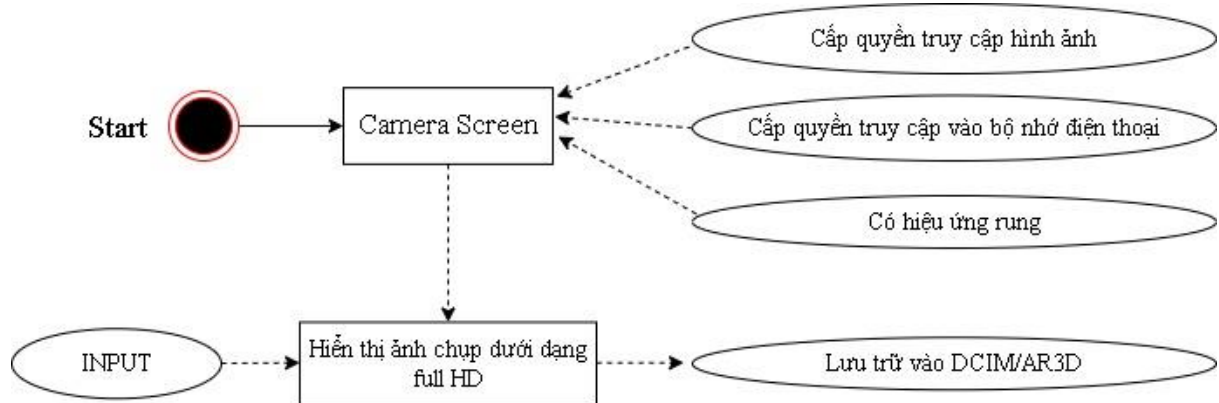 Cấp quyền truy cập hình ảnh
Start
Camera Screen
Cấp quyền truy cập vào bộ nhớ điện thoại
Có hiệu ứng rung
INPUT
Hiển thị ảnh chụp dưới dạng
full HD
Lưu trữ vào DCIM/AR3D